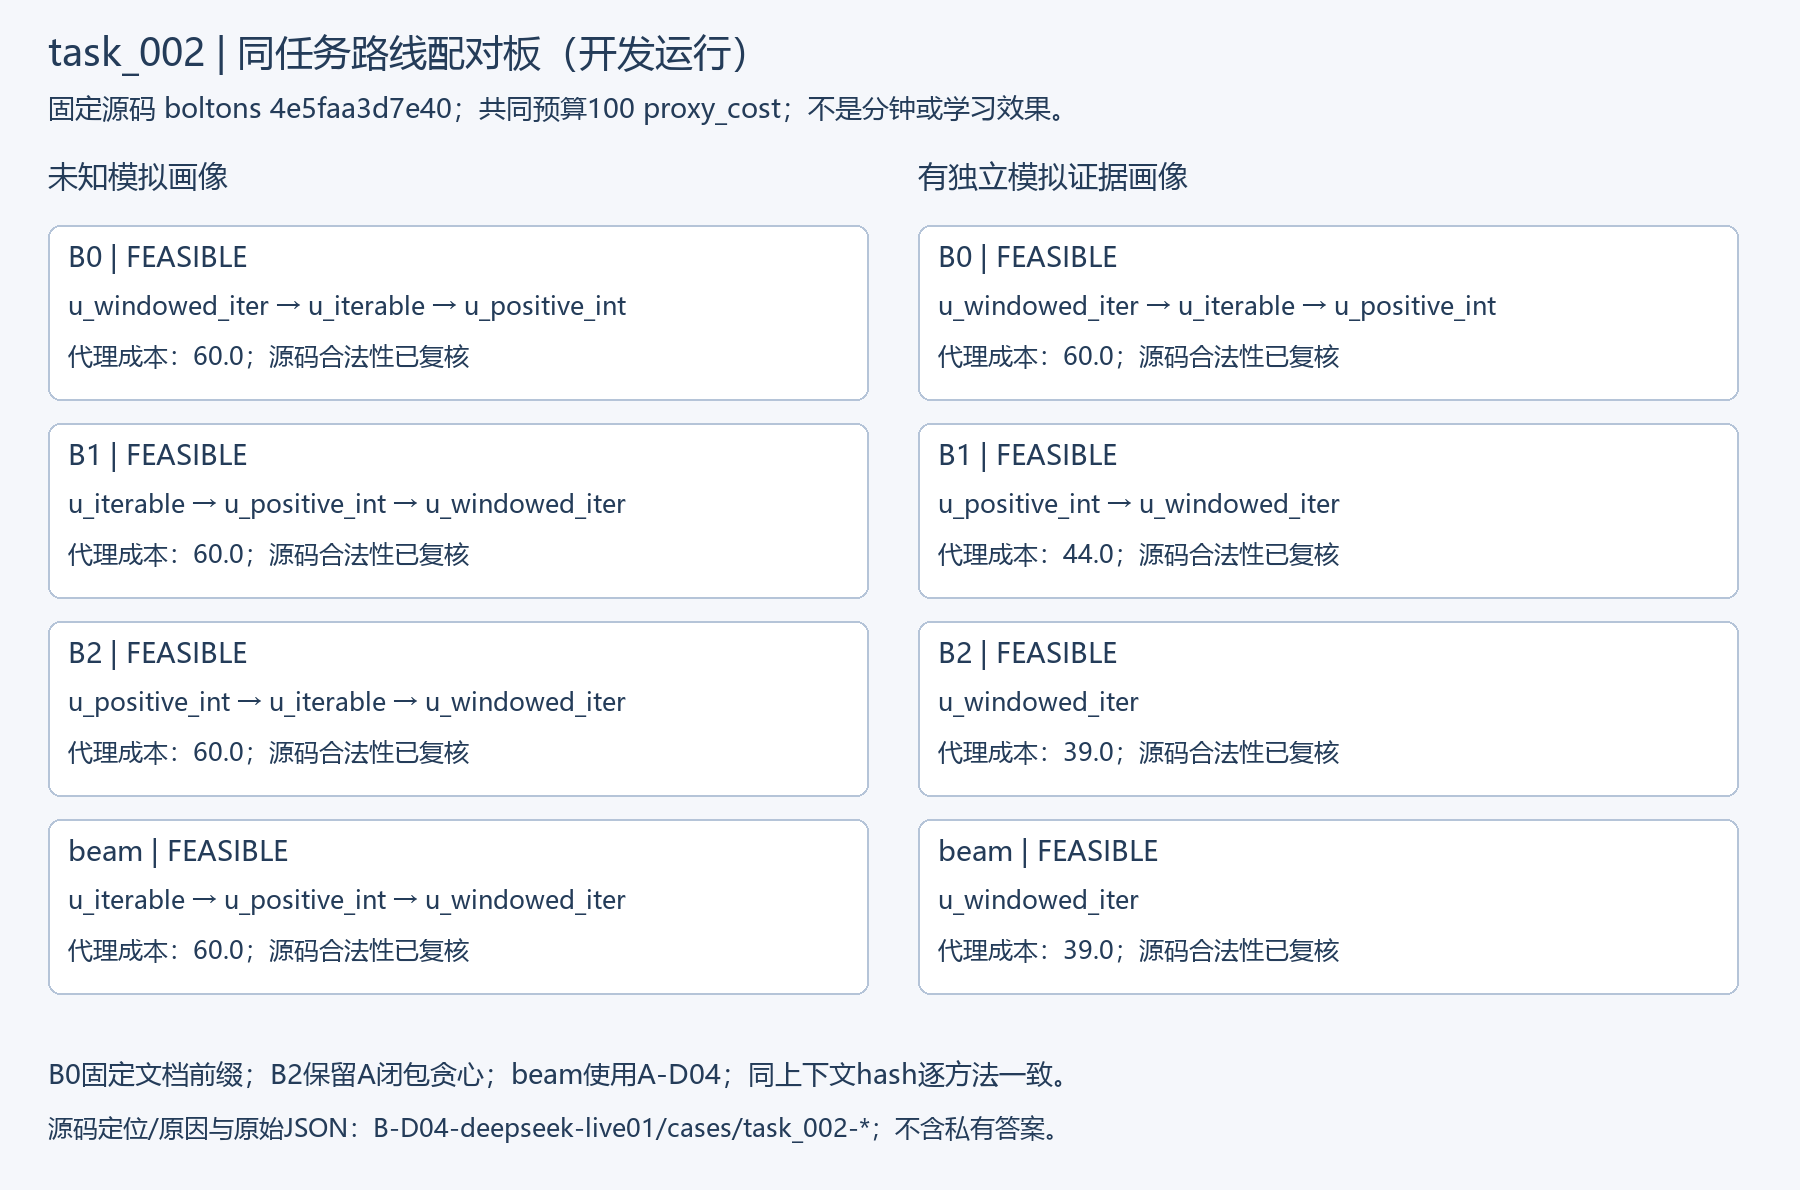 task_002 | 同任务路线配对板（开发运行）
固定源码 boltons 4e5faa3d7e40；共同预算100 proxy_cost；不是分钟或学习效果。
未知模拟画像
B0 | FEASIBLE
u_windowed_iter → u_iterable → u_positive_int
代理成本：60.0；源码合法性已复核
B1 | FEASIBLE
u_iterable → u_positive_int → u_windowed_iter
代理成本：60.0；源码合法性已复核
B2 | FEASIBLE
u_positive_int → u_iterable → u_windowed_iter
代理成本：60.0；源码合法性已复核
beam | FEASIBLE
u_iterable → u_positive_int → u_windowed_iter
代理成本：60.0；源码合法性已复核
有独立模拟证据画像
B0 | FEASIBLE
u_windowed_iter → u_iterable → u_positive_int
代理成本：60.0；源码合法性已复核
B1 | FEASIBLE
u_positive_int → u_windowed_iter
代理成本：44.0；源码合法性已复核
B2 | FEASIBLE
u_windowed_iter
代理成本：39.0；源码合法性已复核
beam | FEASIBLE
u_windowed_iter
代理成本：39.0；源码合法性已复核
B0固定文档前缀；B2保留A闭包贪心；beam使用A-D04；同上下文hash逐方法一致。
源码定位/原因与原始JSON：B-D04-deepseek-live01/cases/task_002-*；不含私有答案。